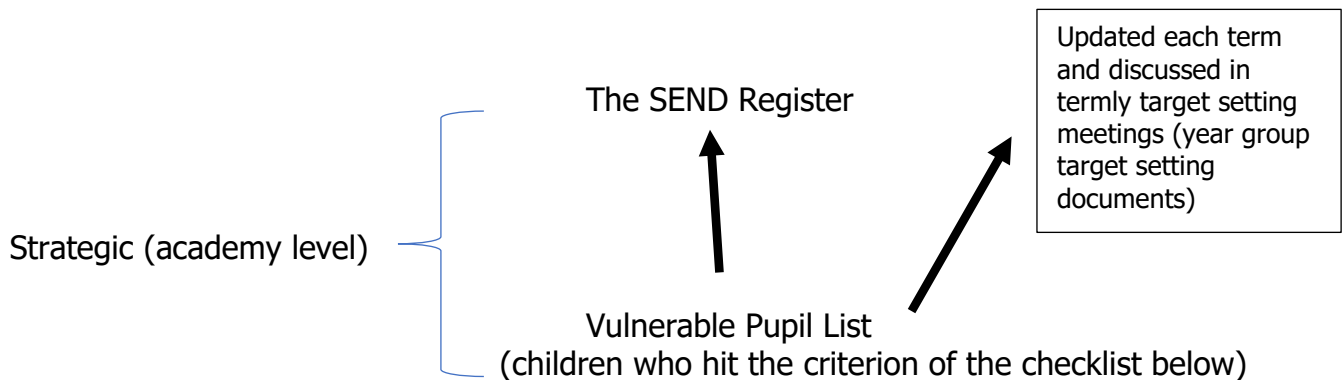 The SEND Register
Updated each term
and discussed in
termly target setting
meetings (year group
target setting
documents)
Strategic (academy level)
Vulnerable Pupil List
(children who hit the criterion of the checklist below)